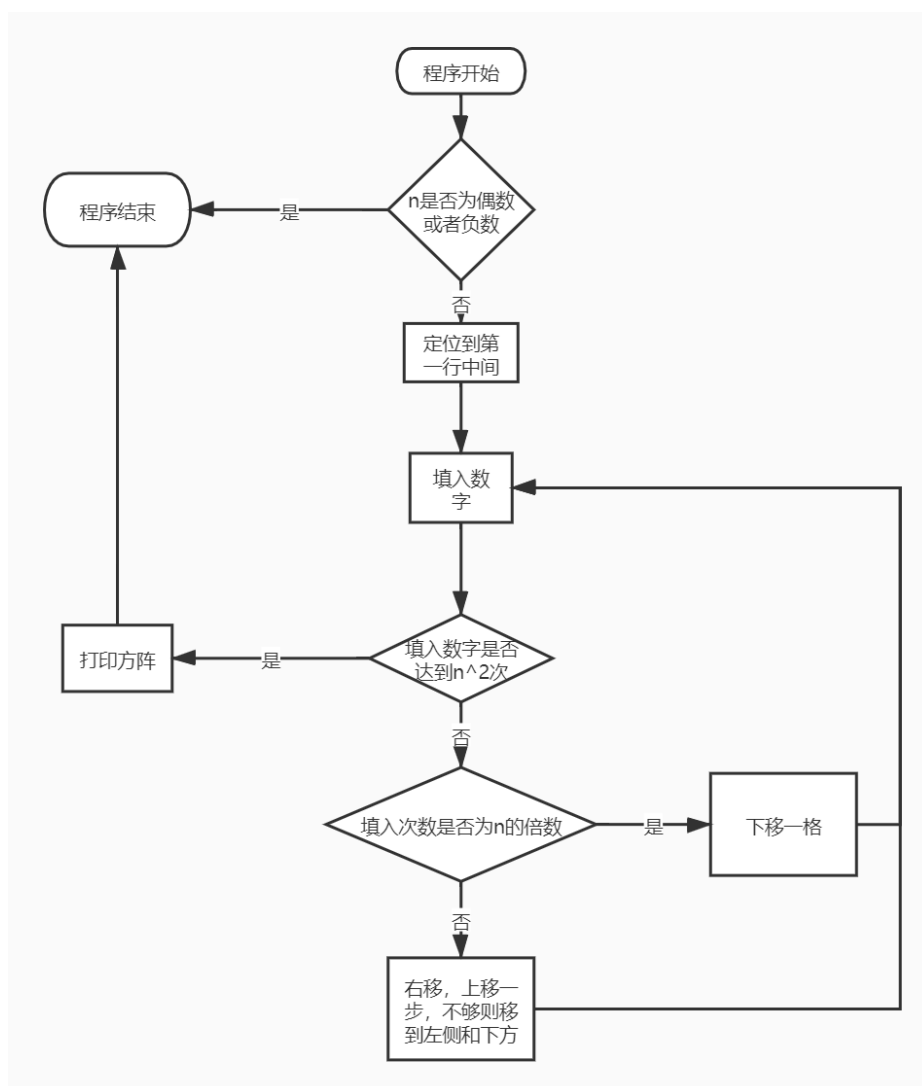 程序开始
n是否为偶数
或者负数
是
程序结束
否
定位到第
一行中间
填入数
字
填入数字是否
达到n^2次
是
打印方阵
否
填入次数是否为n的倍数
是
下移一格
否
右移，上移一
步，不够则移
到左侧和下方